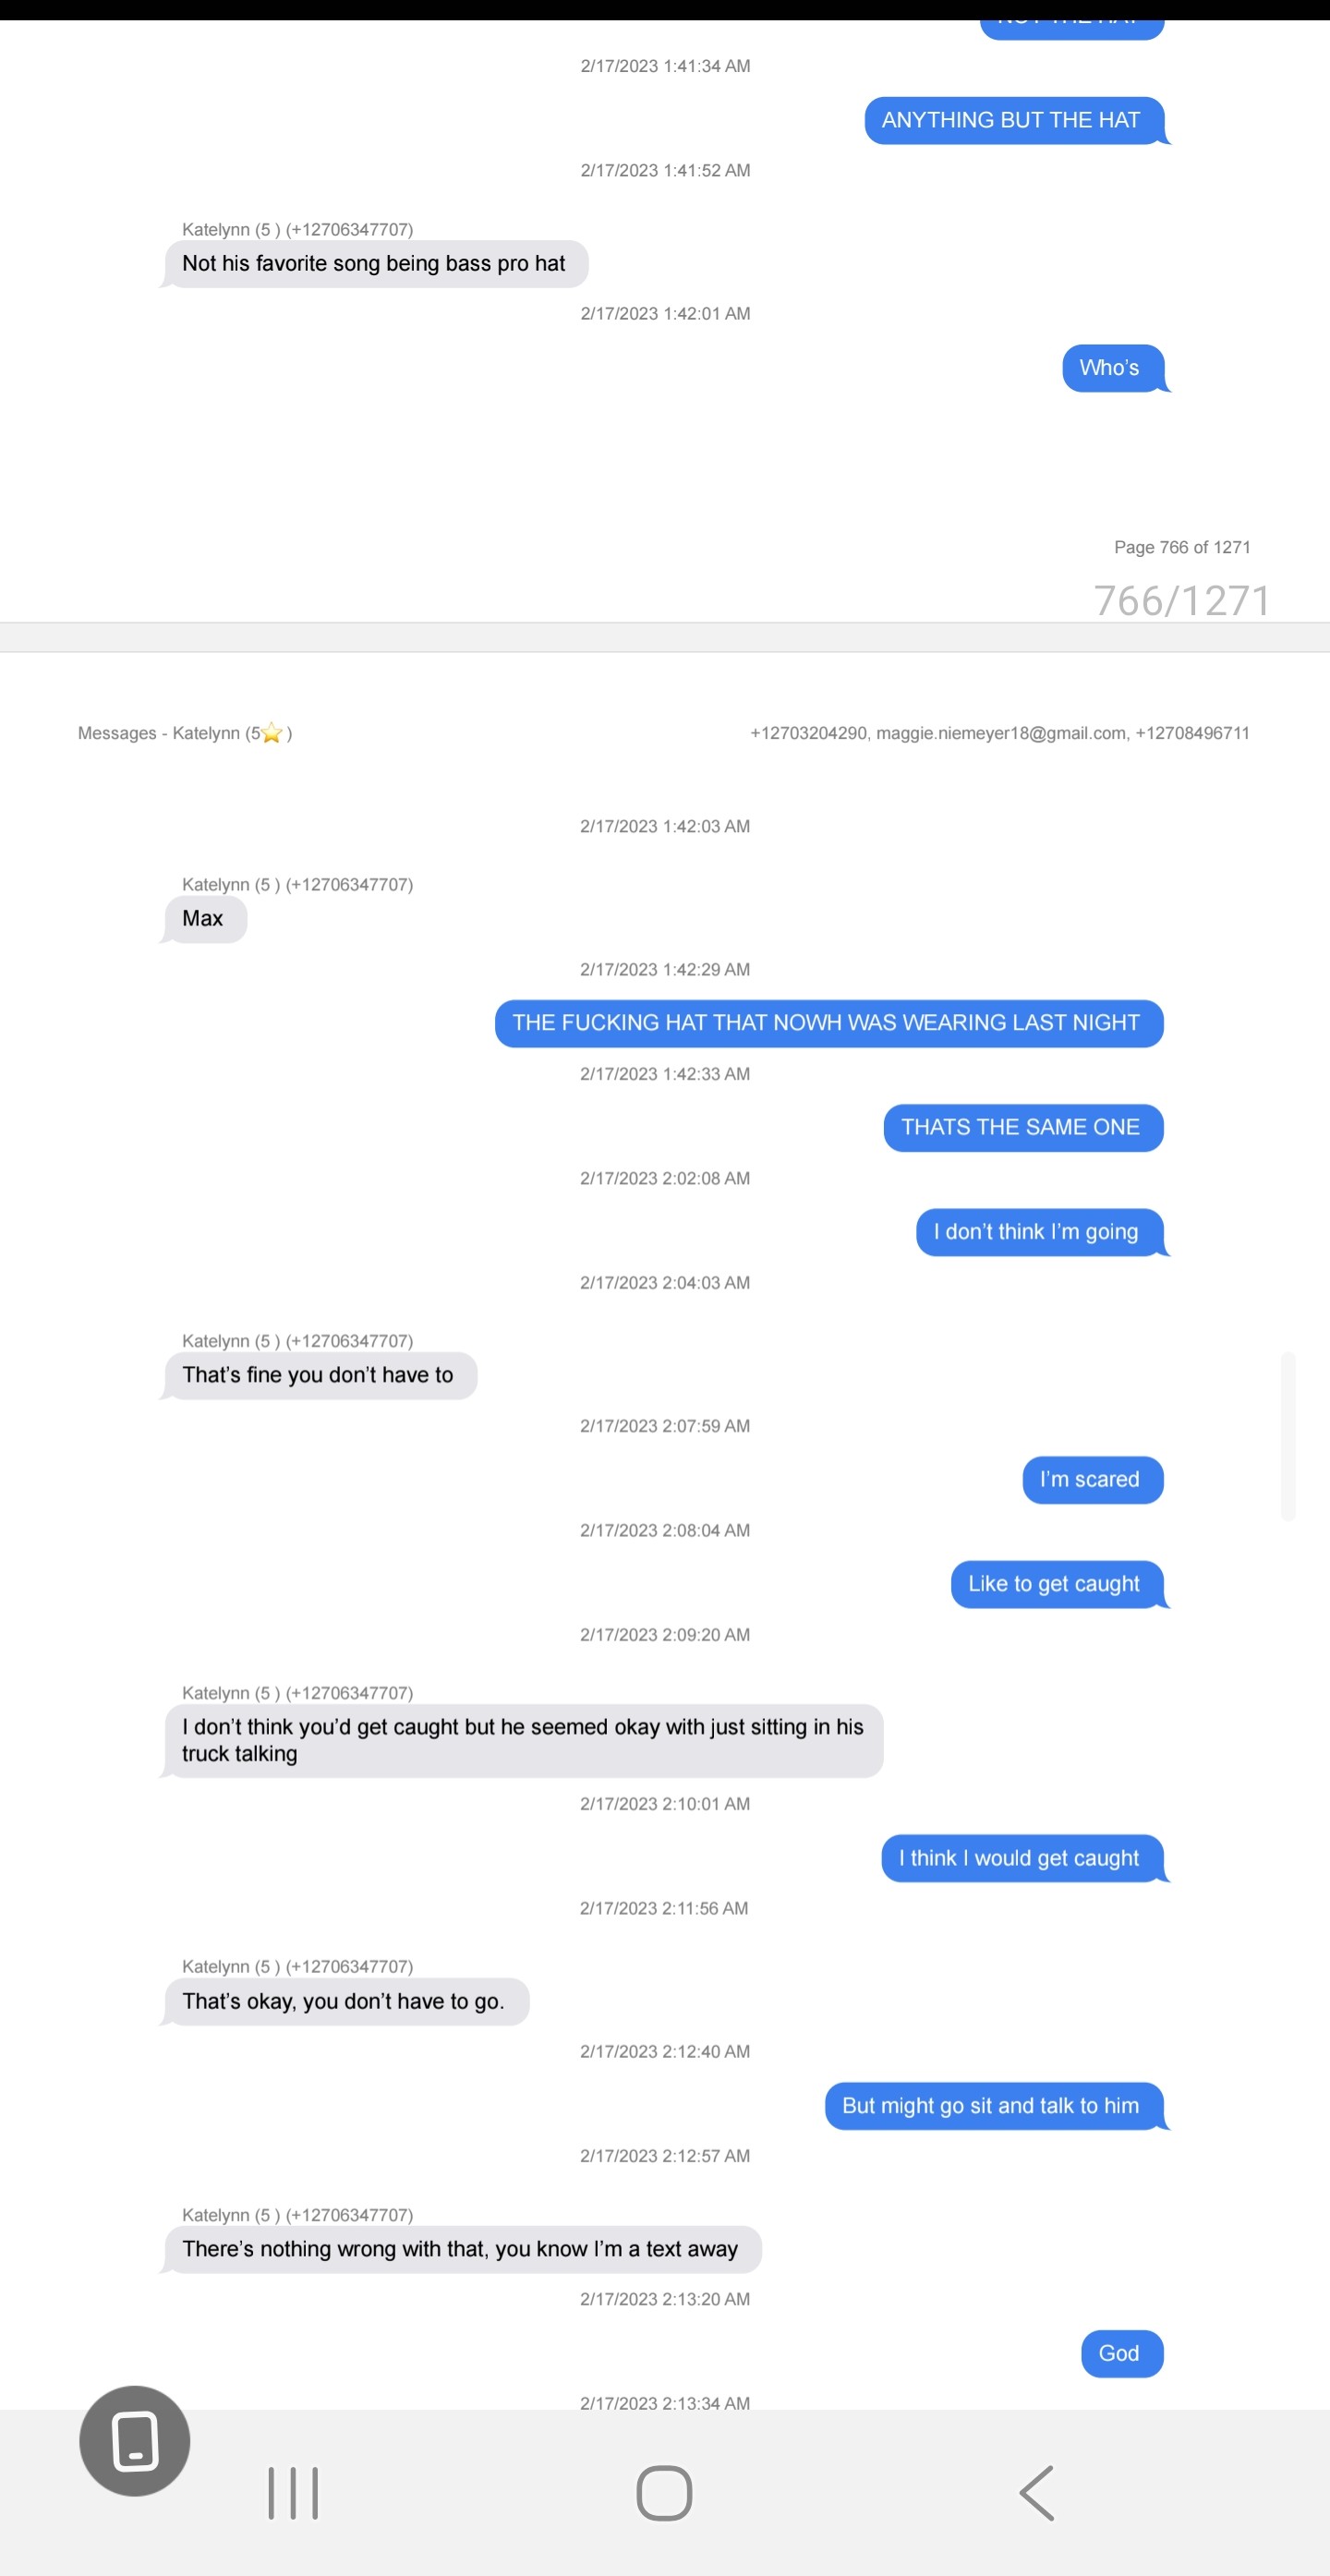 2/17/2023 1:41:34 AM
ANYTHING BUT THE HAT
2/17/2023 1:41:52 AM
Katelynn (5 ) (+12706347707)
Not his favorite song being bass pro hat
2/17/2023 1:42:01 AM
Who's
Page 766 of 1271
766/1271
Messages - Katelynn (5⭐ )
+12703204290, maggie.niemeyer18@gmail.com, +12708496711
2/17/2023 1:42:03 AM
Katelynn (5 ) (+12706347707)
Max
2/17/2023 1:42:29 AM
THE FUCKING HAT THAT NOWH WAS WEARING LAST NIGHT
2/17/2023 1:42:33 AM
THATS THE SAME ONE
2/17/2023 2:02:08 AM
I don't think I'm going
2/17/2023 2:04:03 AM
Katelynn (5 ) (+12706347707)
That's fine you don't have to
2/17/2023 2:07:59 AM
I'm scared
2/17/2023 2:08:04 AM
Like to get caught
2/17/2023 2:09:20 AM
Katelynn (5 ) (+12706347707)
I don't think you'd get caught but he seemed okay with just sitting in his
truck talking
2/17/2023 2:10:01 AM
I think I would get caught
2/17/2023 2:11:56 AM
Katelynn (5 ) (+12706347707)
That's okay, you don't have to go.
2/17/2023 2:12:40 AM
But might go sit and talk to him
2/17/2023 2:12:57 AM
Katelynn (5 ) (+12706347707)
There's nothing wrong with that, you know I'm a text away
2/17/2023 2:13:20 AM
God
2/17/2023 2:13:34 AM